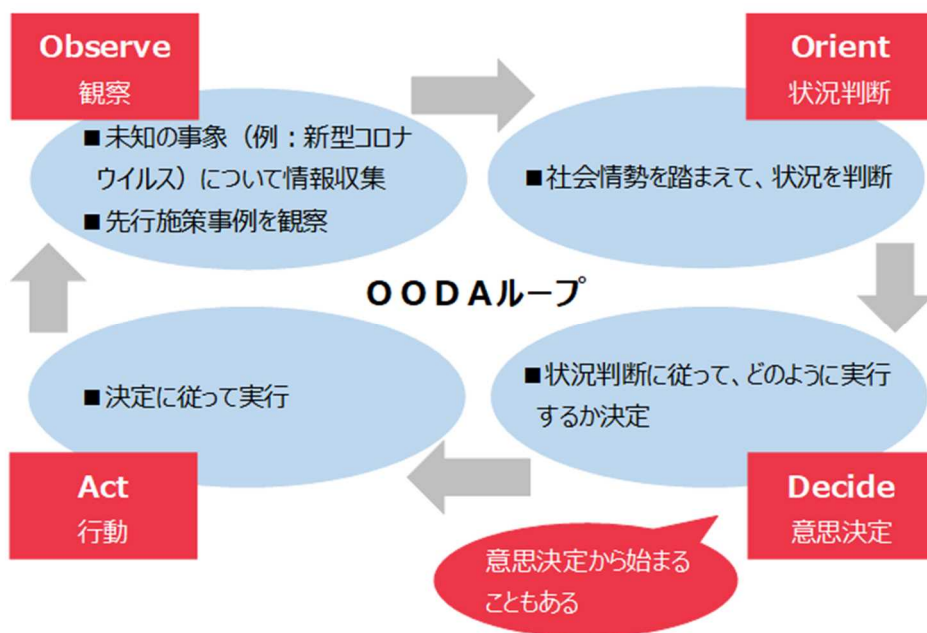 Observe
観察
■未知の事象（例：新型コロナ
ウイルス）について情報収集
■先行施策事例を観察
Orient
状況判断
■社会情勢を踏まえて、状況を判断
ＯＯＤＡループ
■決定に従って実行
Act
行動
■状況判断に従って、どのように実行
するか決定
Decide
意思決定
意思決定から始まる
こともある